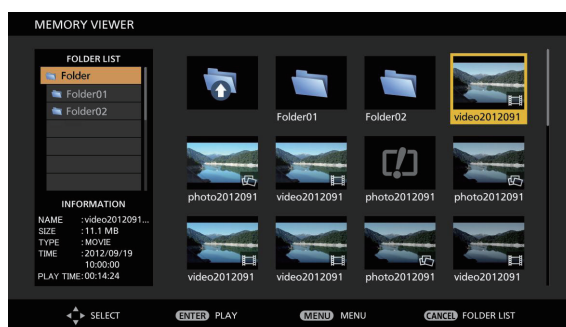 MEMORY VIEWER
FOLDER LIST
Folder
Folder01
Folder02
INFORMATION
NAME :video2012091...
SIZE :11.1 MB
TYPE :MOVIE
TIME :2012/09/19
10:00:00
PLAY TIME:00:14:24
Folder01 Folder02 video2012091
photo2012091 video2012091 photo2012091 photo2012091
video2012091 video2012091 photo2012091 video2012091
SELECT ENTER PLAY MENU MENU CANCEL FOLDER LIST